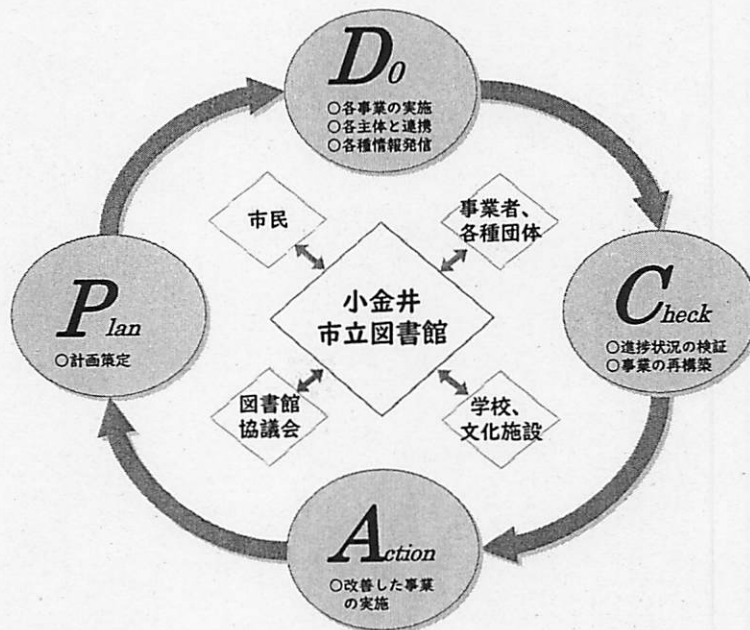 Do
○各事業の実施
○各主体と連携
○各種情報発信
市民
事業者、
各種団体
小金井
市立図書館
Plan
○計画策定
Check
○進捗状況の検証
○事業の再構築
図書館
協議会
学校、
文化施設
Action
○改善した事業
の実施